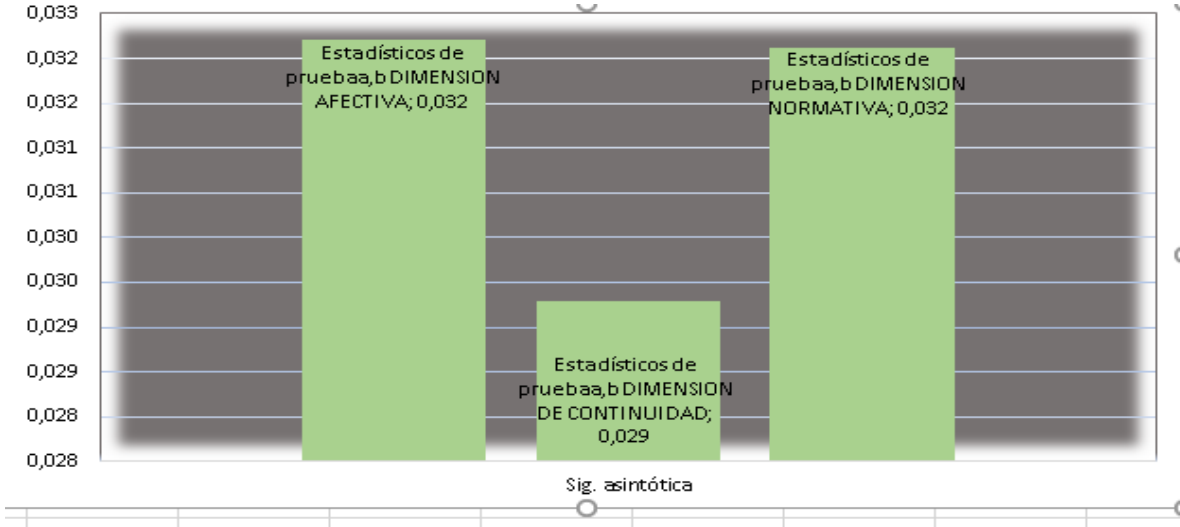 0,033
0,032
0,032
0,031
0,031
0,030
0,030
0,029
0,029
0,028
0,028
Estadísticos de
pruebaa,b DIMENSION
AFECTIVA; 0,032
Estadísticos de
pruebaa,b DIMENSION
DE CONTINUIDAD;
0,029
Estadísticos de
pruebaa,b DIMENSION
NORMATIVA; 0,032
Sig. asintótica